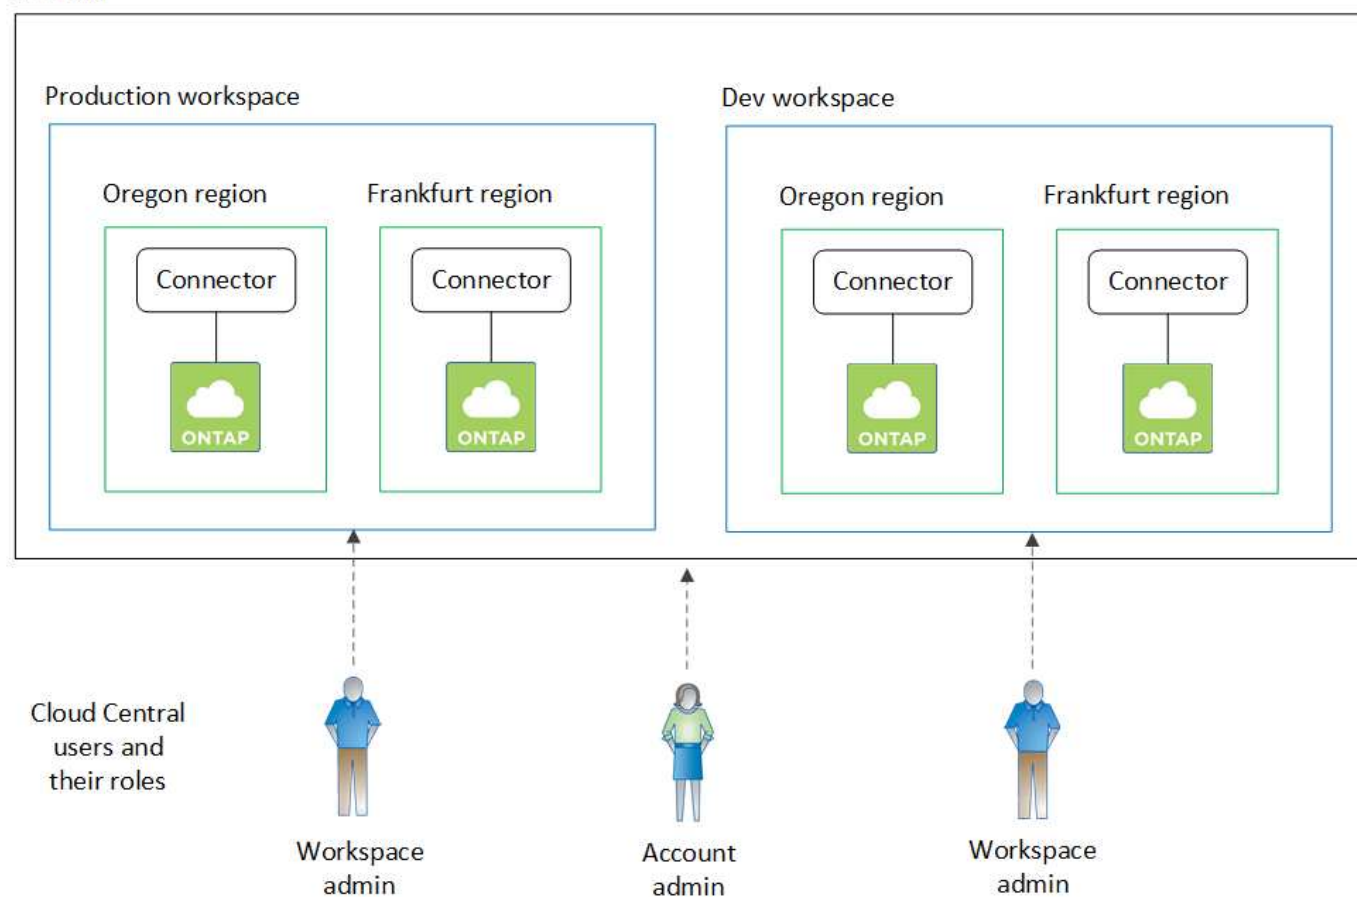 Production workspace
Dev workspace
Oregon region
Frankfurt region
Oregon region
Frankfurt region
Connector
Connector
Connector
Connector
ONTAP
ONTAP
ONTAP
ONTAP
Cloud Central
users and
their roles
Workspace
admin
Account
admin
Workspace
admin